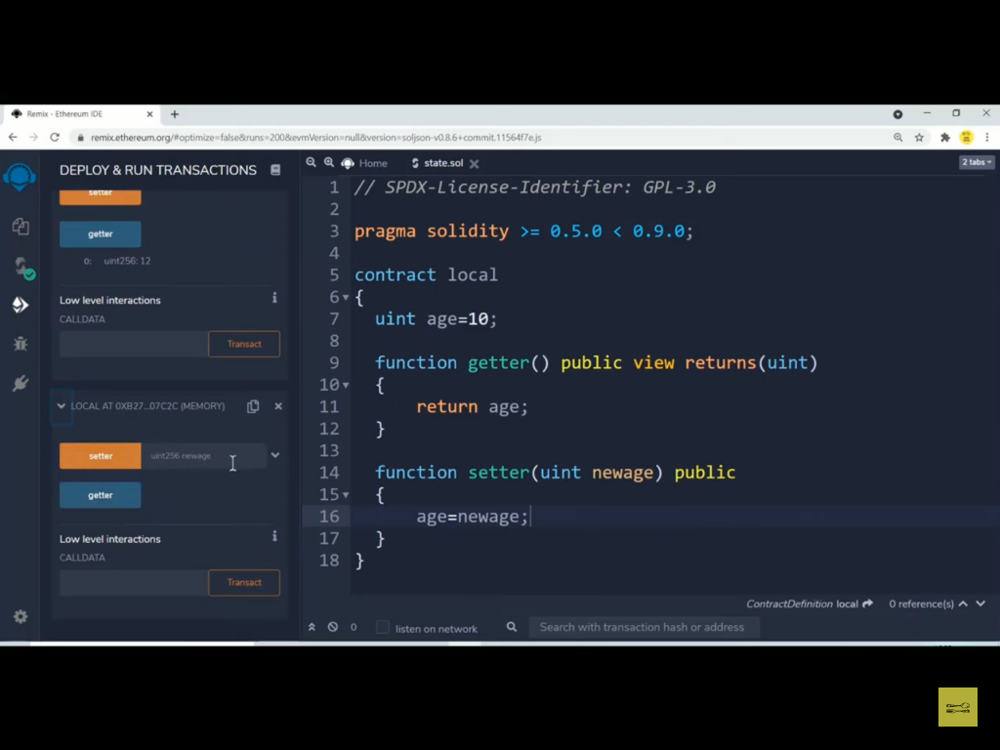 Remix - Ethereum IDE
remix.ethereum.org/#optimize=false&runs=200&evmVersion=null&version=soljson-v0.8.6+commit.11564f7e.js
DEPLOY & RUN TRANSACTIONS
setter
getter
0: uint256: 12
Low level interactions
CALLDATA
Transact
LOCAL AT 0XB27...07C2C (MEMORY)
setter uint256 newage
getter
Low level interactions
CALLDATA
Transact
Home state.sol 2 tabs
1 // SPDX-License-Identifier: GPL-3.0
2
3 pragma solidity >= 0.5.0 < 0.9.0;
4
5 contract local
6 {
7 uint age=10;
8
9 function getter() public view returns(uint)
10 {
11 return age;
12 }
13
14 function setter(uint newage) public
15 {
16 age=newage;
17 }
18 }
ContractDefinition local 0 reference(s)
0 listen on network Search with transaction hash or address